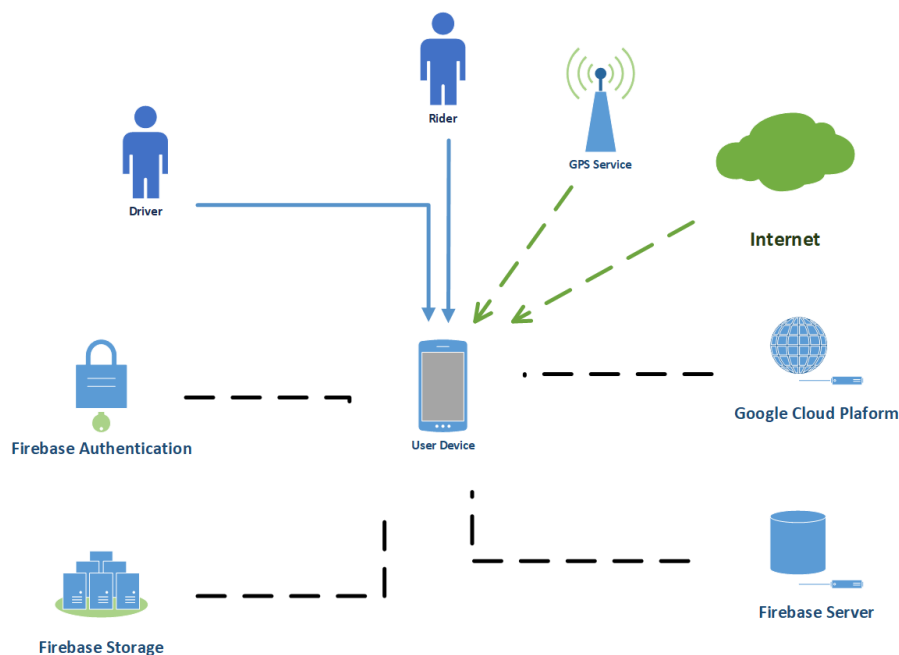 Rider
GPS Service
Driver
Internet
Google Cloud Plaform
User Device
Firebase Authentication
Firebase Server
Firebase Storage